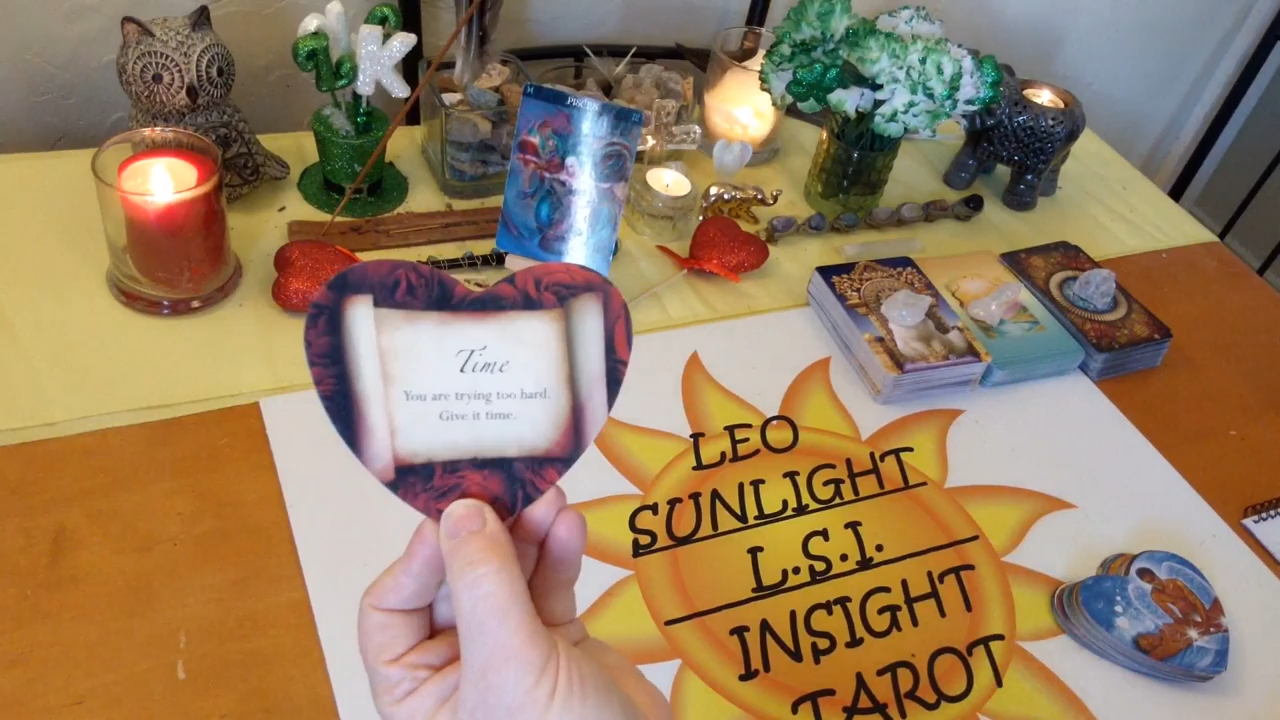 K
PISCES
Time
You are trying too hard.
Give it time.
LEO
SUNLIGHT
L.S.I.
INSIGHT
TAROT